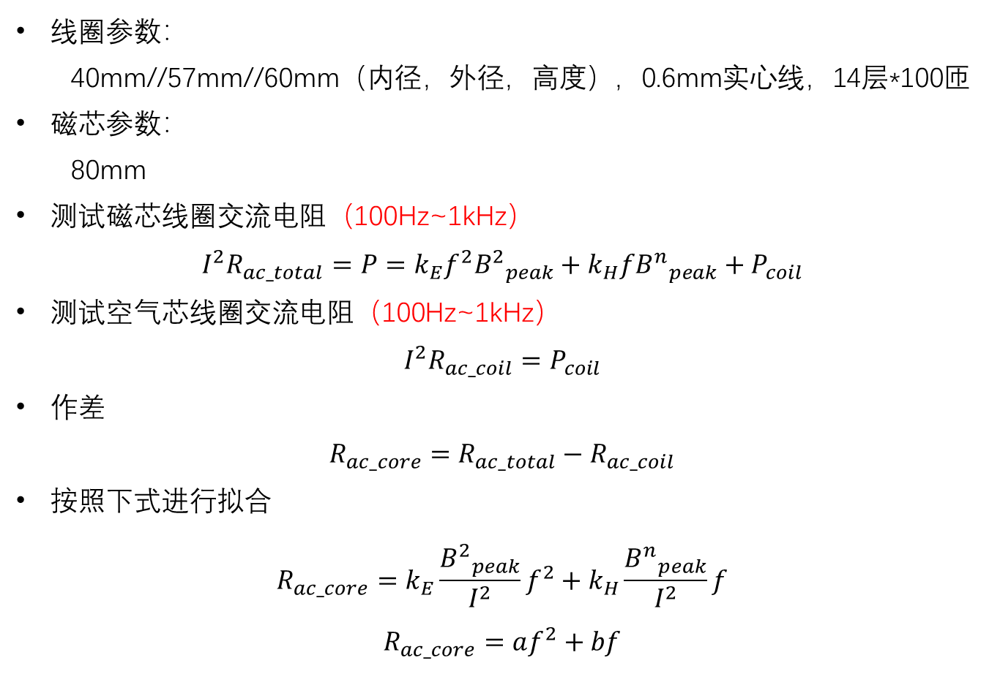 • 线圈参数：
40mm//57mm//60mm（内径，外径，高度），0.6mm实心线，14层*100匝
• 磁芯参数：
80mm
• 测试磁芯线圈交流电阻（100Hz~1kHz）
$I^2R_{ac\_total} = P = k_E f^2 {B^2}_{peak} + k_H f {B^n}_{peak} + P_{coil}$
• 测试空气芯线圈交流电阻（100Hz~1kHz）
$I^2R_{ac\_coil} = P_{coil}$
• 作差
$R_{ac\_core} = R_{ac\_total} - R_{ac\_coil}$
• 按照下式进行拟合
$R_{ac\_core} = k_E \frac{{B^2}_{peak}}{I^2} f^2 + k_H \frac{{B^n}_{peak}}{I^2} f$
$R_{ac\_core} = af^2 + bf$